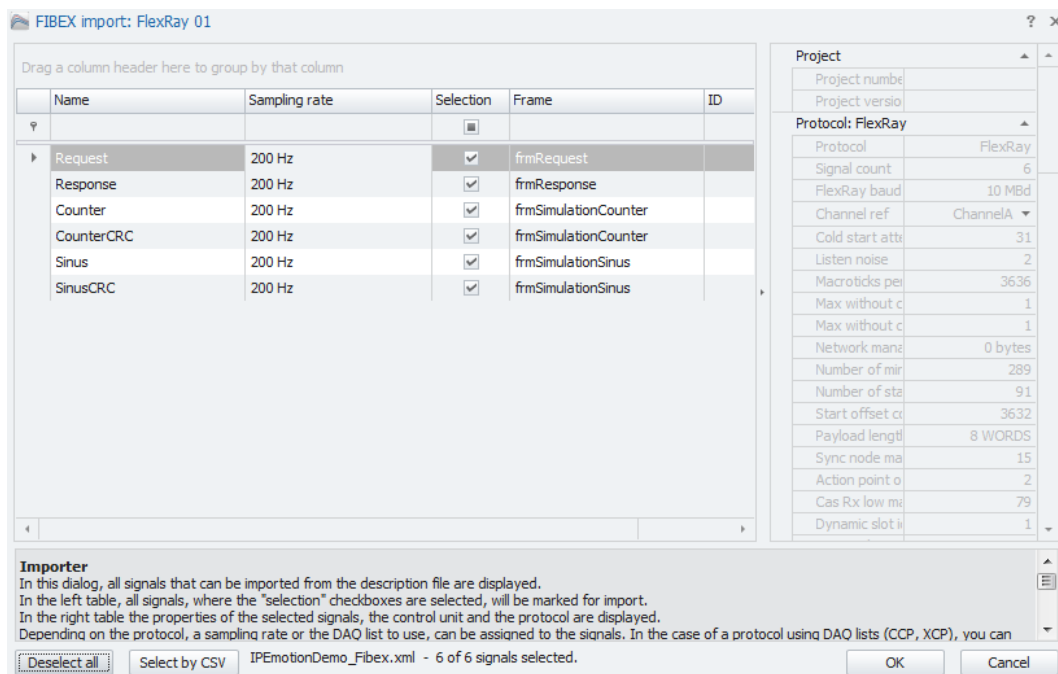 FIBEX import: FlexRay 01
? ×
Drag a column header here to group by that column
Name Sampling rate Selection Frame ID
Request 200 Hz frmRequest
Response 200 Hz frmResponse
Counter 200 Hz frmSimulationCounter
CounterCRC 200 Hz frmSimulationCounter
Sinus 200 Hz frmSimulationSinus
SinusCRC 200 Hz frmSimulationSinus
Project
Project numbe
Project versio
Protocol: FlexRay
Protocol FlexRay
Signal count 6
FlexRay baud 10 MBd
Channel ref ChannelA
Cold start atte 31
Listen noise 2
Macroticks per 3636
Max without c 1
Max without c 1
Network mana 0 bytes
Number of mir 289
Number of sta 91
Start offset co 3632
Payload lengtl 8 WORDS
Sync node ma 15
Action point o 2
Cas Rx low ma 79
Dynamic slot i 1
Importer
In this dialog, all signals that can be imported from the description file are displayed.
In the left table, all signals, where the "selection" checkboxes are selected, will be marked for import.
In the right table the properties of the selected signals, the control unit and the protocol are displayed.
Depending on the protocol, a sampling rate or the DAQ list to use, can be assigned to the signals. In the case of a protocol using DAQ lists (CCP, XCP), you can
Deselect all Select by CSV IPEmotionDemo_Fibex.xml - 6 of 6 signals selected. OK Cancel